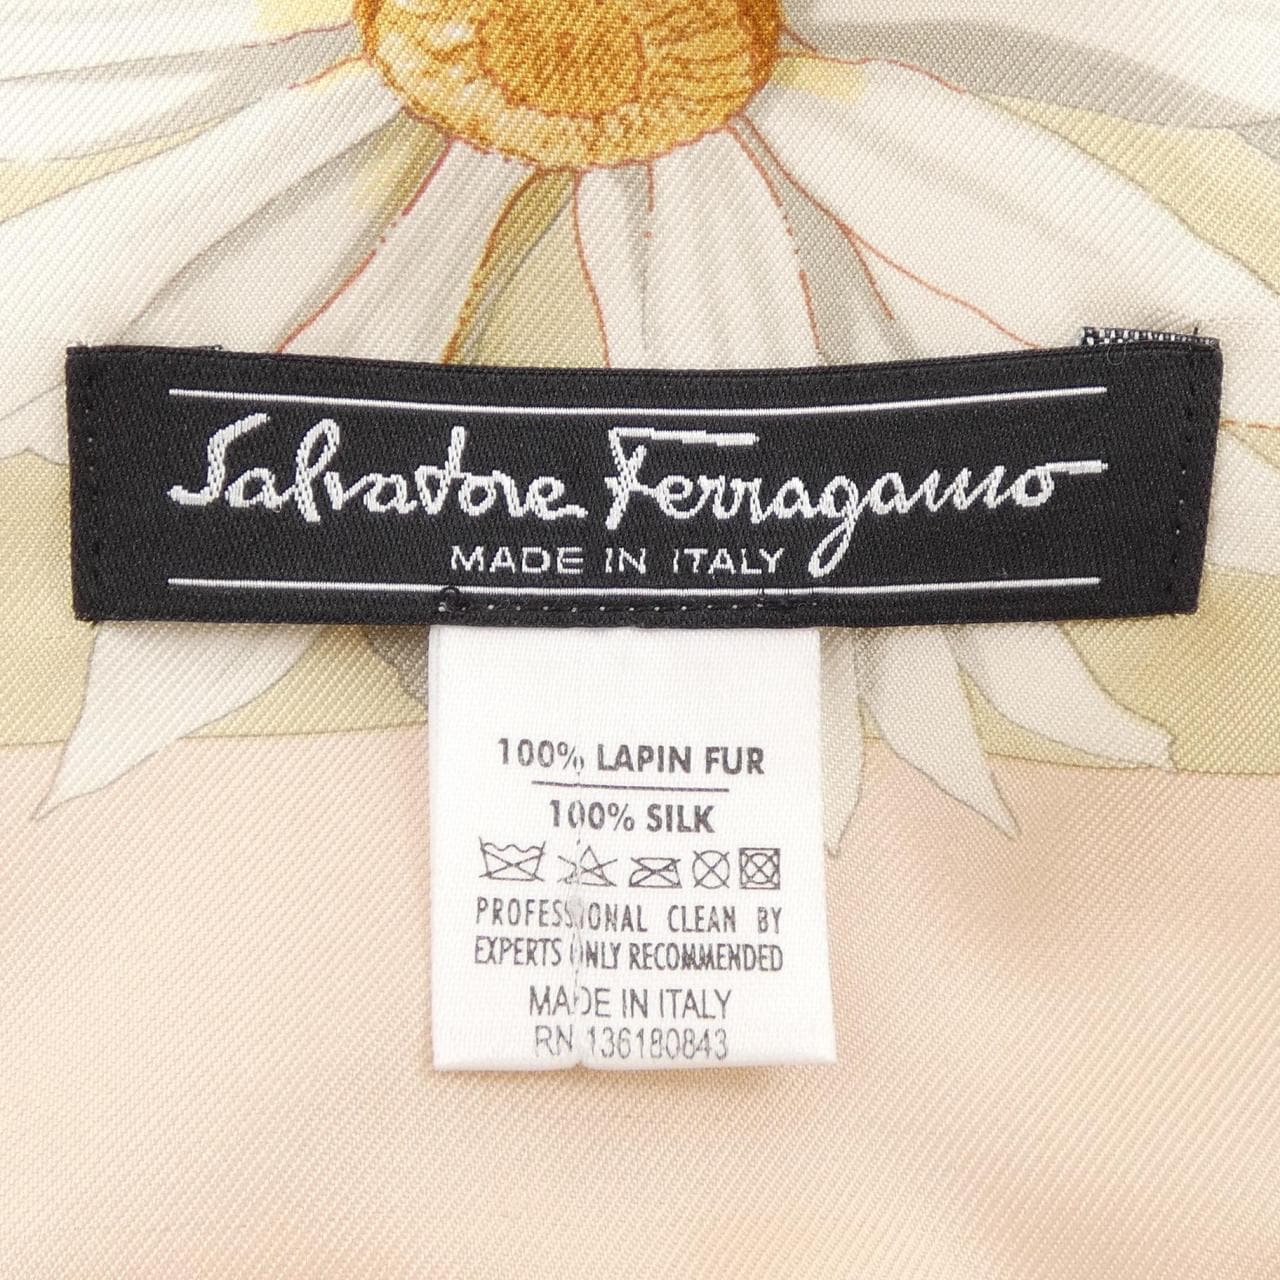 Salvatore Ferragamo
MADE IN ITALY
100% LAPIN FUR
100% SILK
PROFESSIONAL CLEAN BY
EXPERTS ONLY RECOMMENDED
MADE IN ITALY
RN 136180843